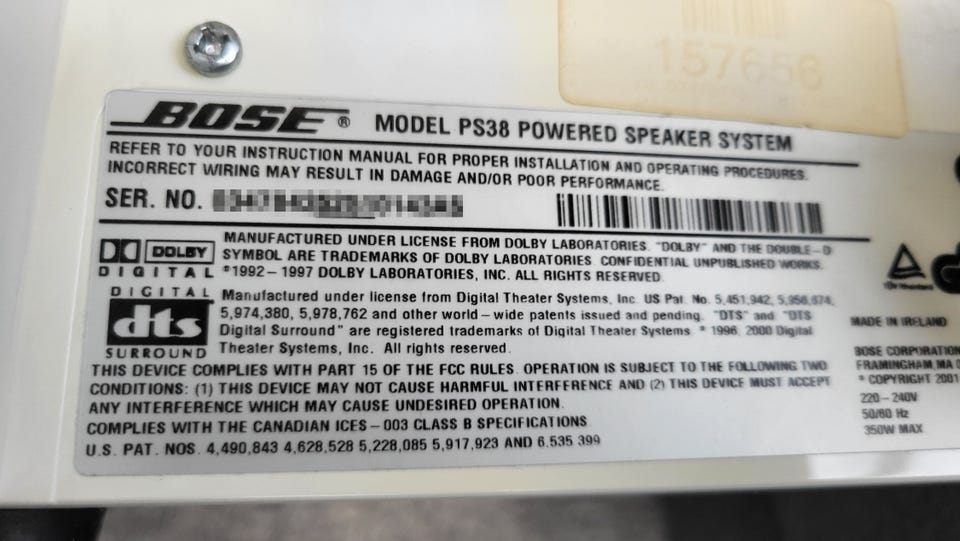 157656
BOSE® MODEL PS38 POWERED SPEAKER SYSTEM
REFER TO YOUR INSTRUCTION MANUAL FOR PROPER INSTALLATION AND OPERATING PROCEDURES.
INCORRECT WIRING MAY RESULT IN DAMAGE AND/OR POOR PERFORMANCE.
SER. NO.
DOLBY
DIGITAL
MANUFACTURED UNDER LICENSE FROM DOLBY LABORATORIES. "DOLBY" AND THE DOUBLE-D
SYMBOL ARE TRADEMARKS OF DOLBY LABORATORIES. CONFIDENTIAL UNPUBLISHED WORKS.
©1992-1997 DOLBY LABORATORIES, INC. ALL RIGHTS RESERVED.
DIGITAL
dts
SURROUND
Manufactured under license from Digital Theater Systems, Inc. US Pat. No. 5,451,942, 5,956,674,
5,974,380, 5,978,762 and other world-wide patents issued and pending. "DTS" and "DTS
Digital Surround" are registered trademarks of Digital Theater Systems. © 1996, 2000 Digital
Theater Systems, Inc. All rights reserved.
THIS DEVICE COMPLIES WITH PART 15 OF THE FCC RULES. OPERATION IS SUBJECT TO THE FOLLOWING TWO
CONDITIONS: (1) THIS DEVICE MAY NOT CAUSE HARMFUL INTERFERENCE AND (2) THIS DEVICE MUST ACCEPT
ANY INTERFERENCE WHICH MAY CAUSE UNDESIRED OPERATION.
COMPLIES WITH THE CANADIAN ICES-003 CLASS B SPECIFICATIONS
U.S. PAT. NOS. 4,490,843 4,628,528 5,228,085 5,917,923 AND 6,535,399
MADE IN IRELAND
BOSE CORPORATION
FRAMINGHAM, MA
© COPYRIGHT 2001
220-240V
50/60 Hz
350W MAX